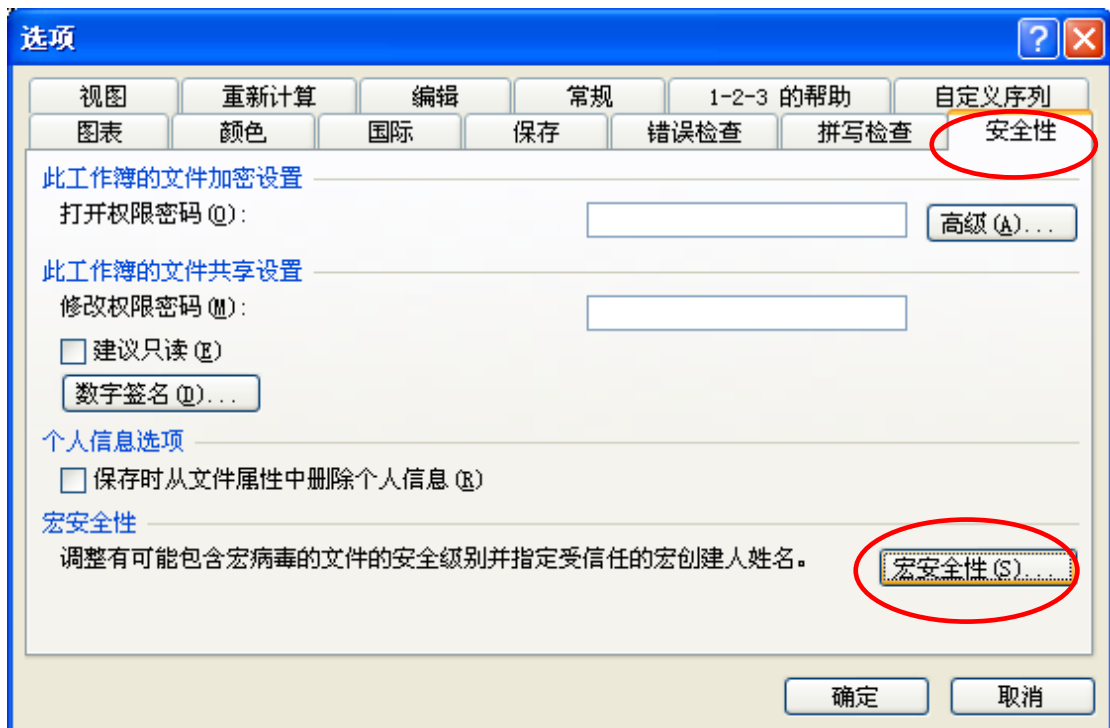 选项
视图 重新计算 编辑 常规 1-2-3 的帮助 自定义序列
图表 颜色 国际 保存 错误检查 拼写检查 安全性
此工作簿的文件加密设置
打开权限密码(O): 高级(A)...
此工作簿的文件共享设置
修改权限密码(M):
建议只读(E)
数字签名(D)...
个人信息选项
保存时从文件属性中删除个人信息(R)
宏安全性
调整有可能包含宏病毒的文件的安全级别并指定受信任的宏创建人姓名。 宏安全性(S)...
确定 取消